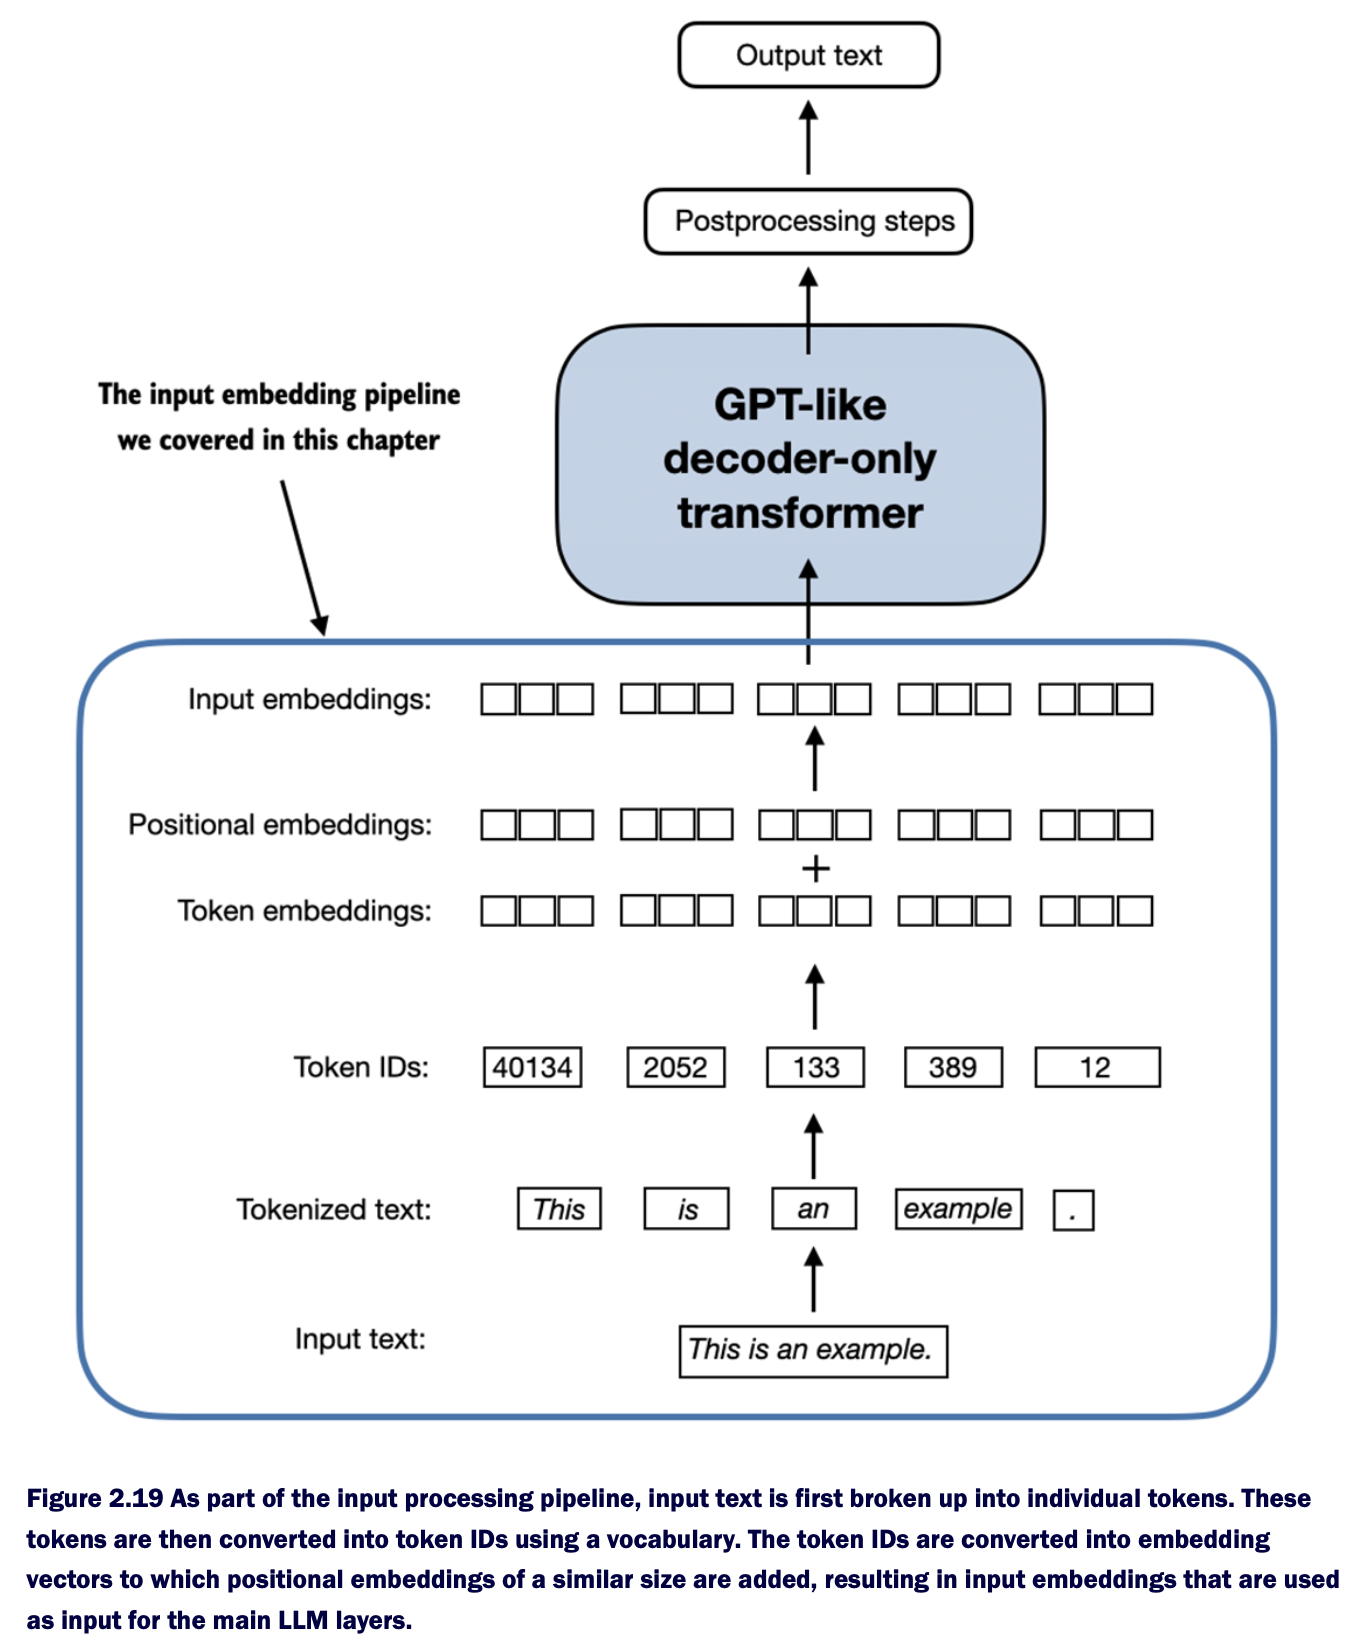 Output text
Postprocessing steps
GPT-like
decoder-only
transformer
The input embedding pipeline
we covered in this chapter
Input embeddings:
Positional embeddings:
+
Token embeddings:
Token IDs: 40134 2052 133 389 12
Tokenized text: This is an example .
Input text: This is an example.
Figure 2.19 As part of the input processing pipeline, input text is first broken up into individual tokens. These
tokens are then converted into token IDs using a vocabulary. The token IDs are converted into embedding
vectors to which positional embeddings of a similar size are added, resulting in input embeddings that are used
as input for the main LLM layers.